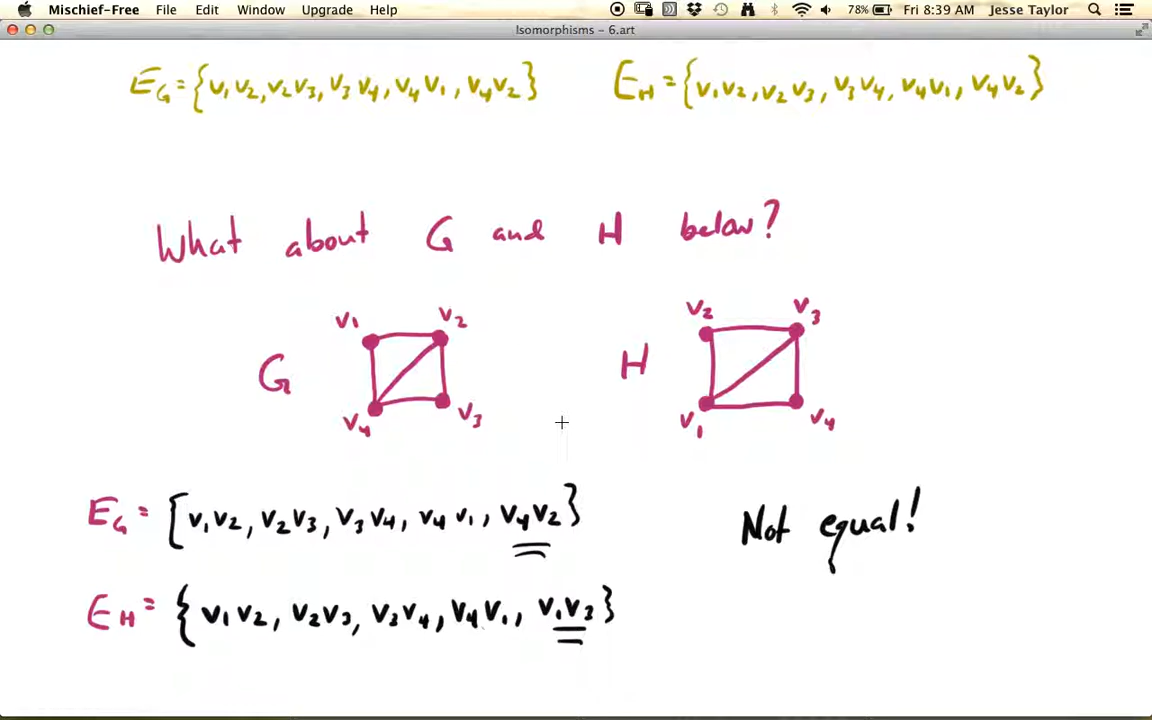 Mischief-Free File Edit Window Upgrade Help 78% Fri 8:39 AM Jesse Taylor
Isomorphisms - 6.art
E_G = {v₁v₂, v₂v₃, v₃v₄, v₄v₁, v₄v₂} E_H = {v₁v₂, v₂v₃, v₃v₄, v₄v₁, v₄v₂}
What about G and H below?
v₁ v₂ v₂ v₃
G H
v₄ v₃ v₁ v₄
E_G = {v₁v₂, v₂v₃, v₃v₄, v₄v₁, v₄v₂} Not equal!
E_H = {v₁v₂, v₂v₃, v₃v₄, v₄v₁, v₁v₃}